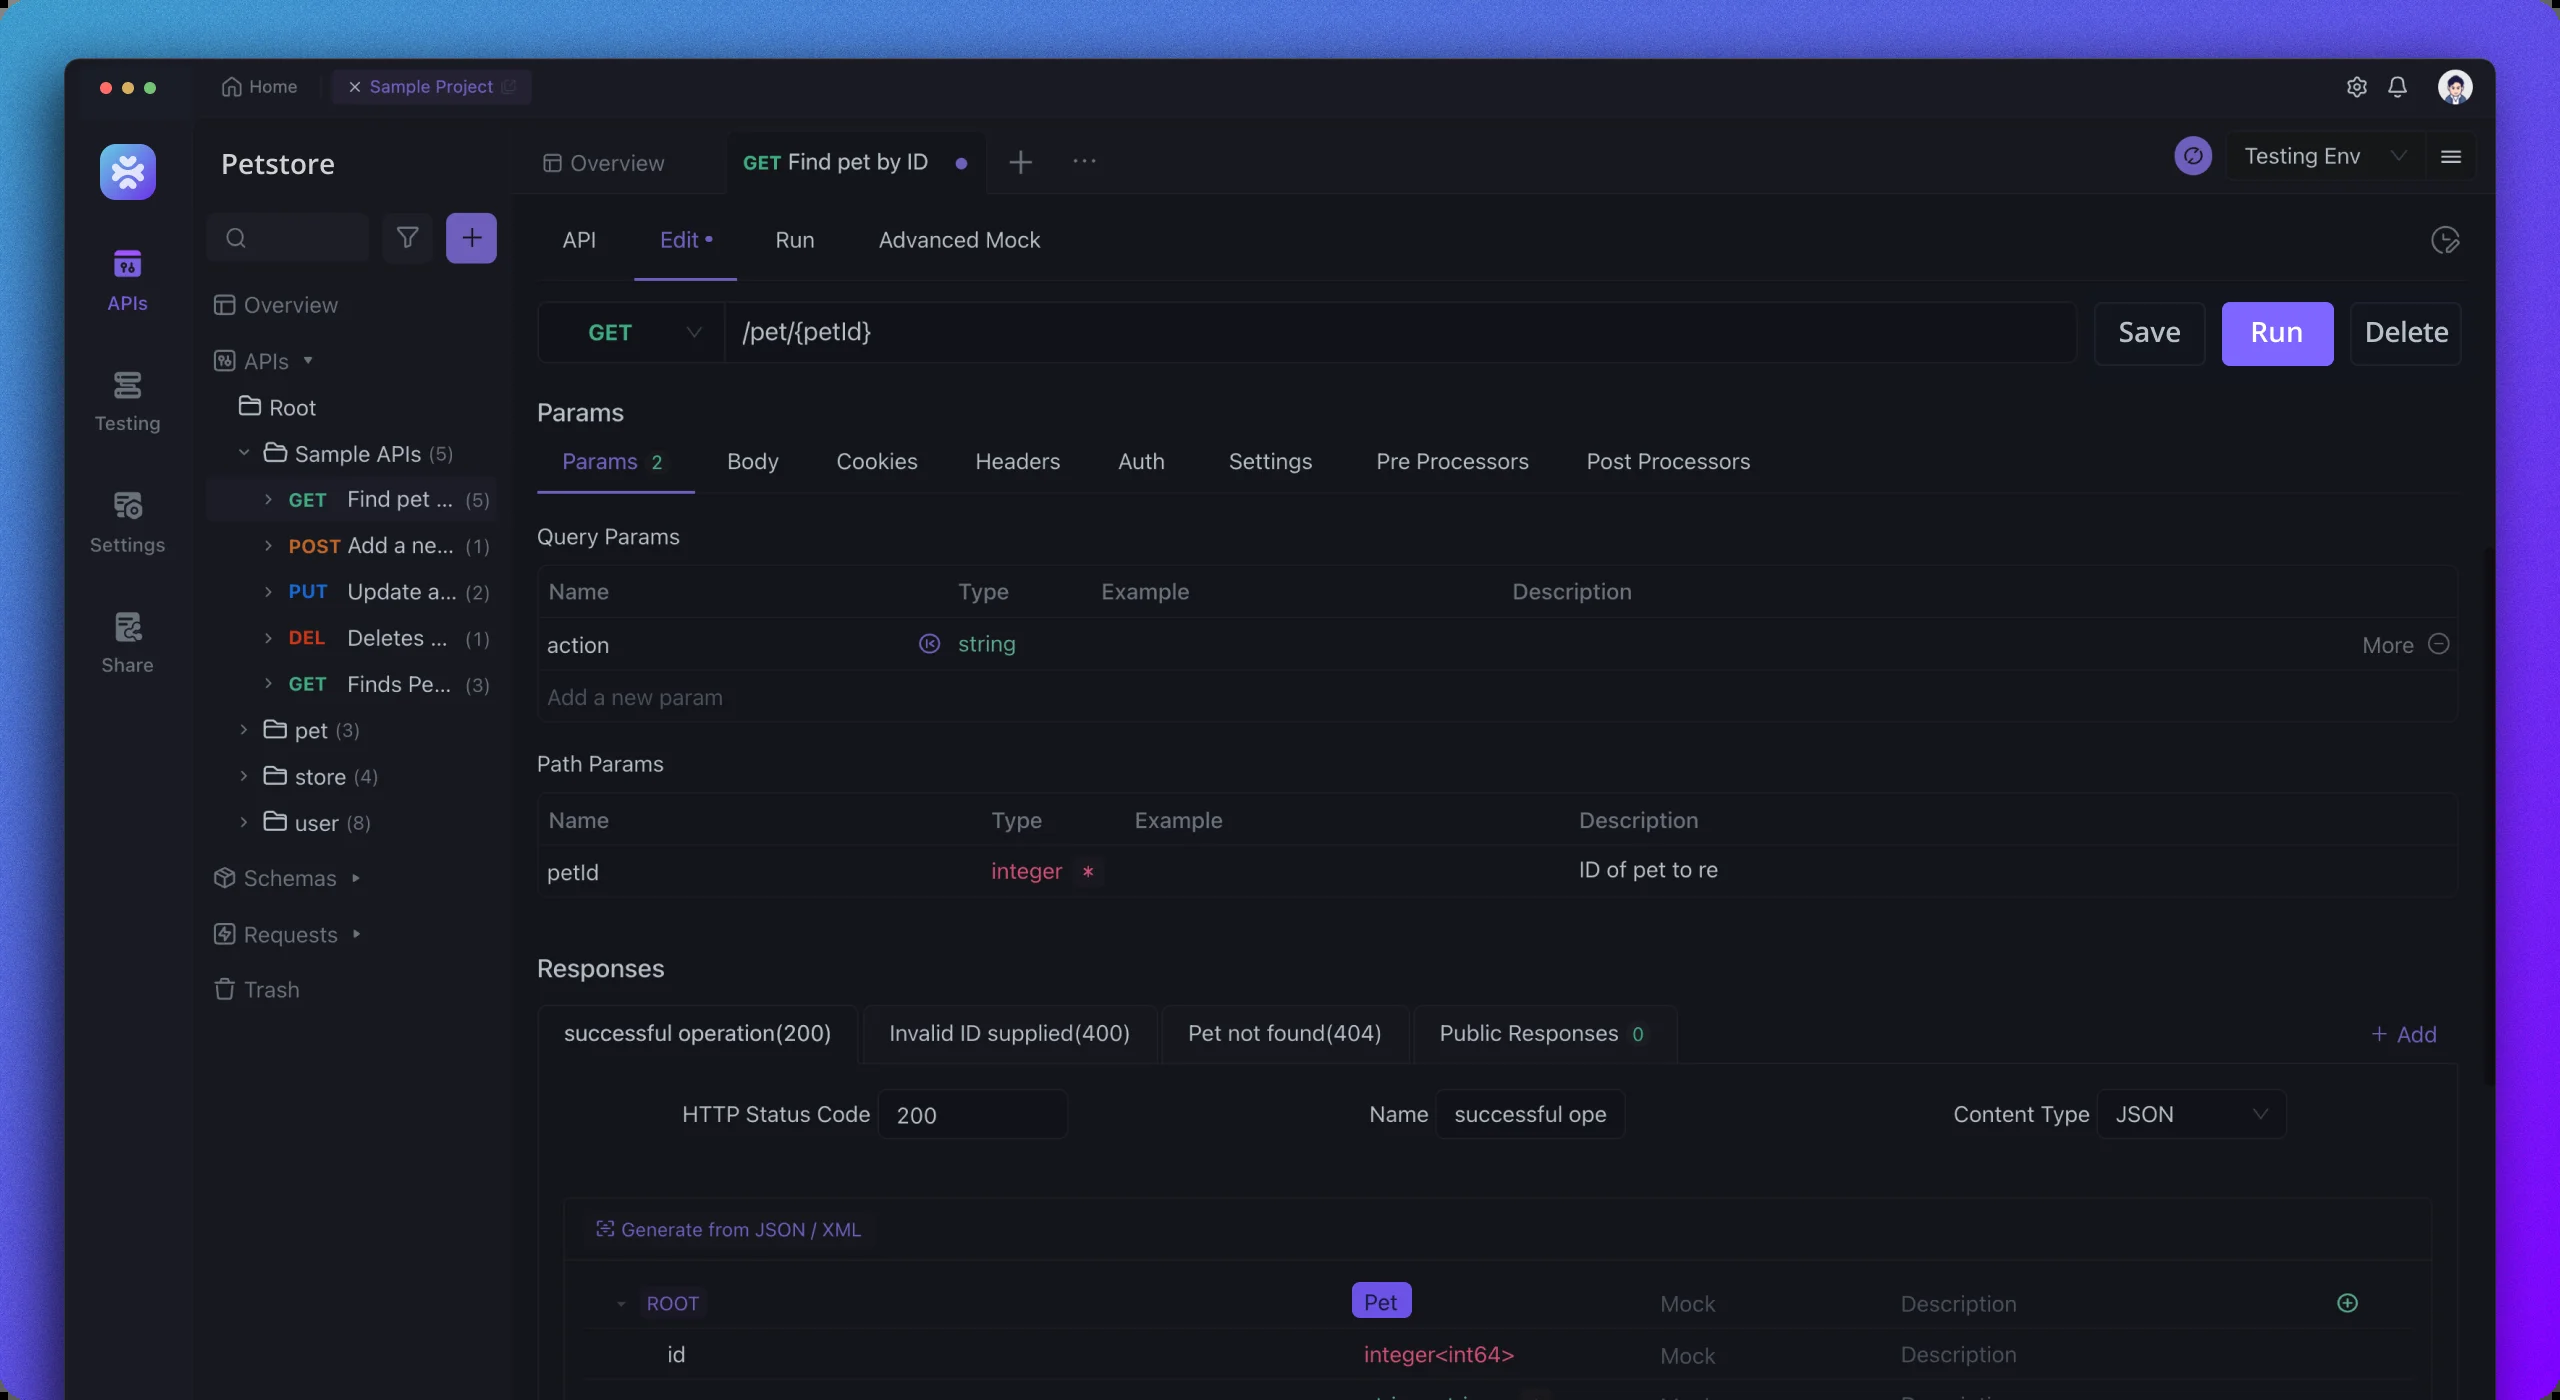 Home
Sample Project
Petstore
Overview
GET Find pet by ID
Testing Env
APIs
Testing
Settings
Share
Overview
APIs
Root
Sample APIs (5)
GET Find pet ... (5)
POST Add a ne... (1)
PUT Update a... (2)
DEL Deletes ... (1)
GET Finds Pe... (3)
pet (3)
store (4)
user (8)
Schemas
Requests
Trash
API Edit Run Advanced Mock
GET /pet/{petId} Save Run Delete
Params
Params 2 Body Cookies Headers Auth Settings Pre Processors Post Processors
Query Params
Name Type Example Description
action string More
Add a new param
Path Params
Name Type Example Description
petId integer * ID of pet to re
Responses
successful operation(200) Invalid ID supplied(400) Pet not found(404) Public Responses 0 + Add
HTTP Status Code 200 Name successful ope Content Type JSON
Generate from JSON / XML
ROOT Pet Mock Description
id integer<int64> Mock Description